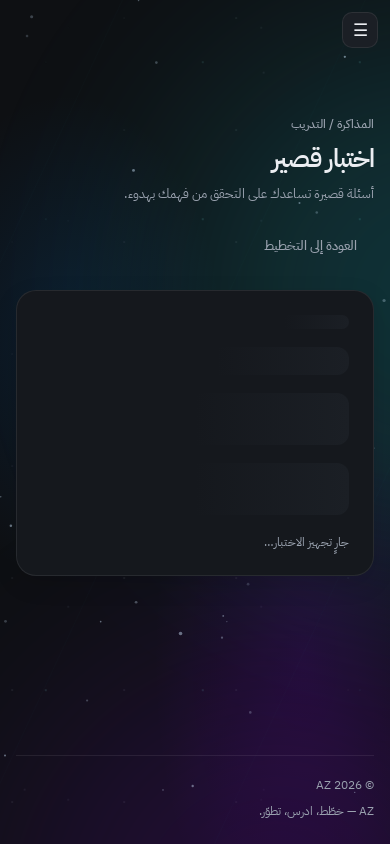 المذاكرة / التدريب
اختبار قصير
أسئلة قصيرة تساعدك على التحقق من فهمك بهدوء.
العودة إلى التخطيط
جارٍ تجهيز الاختبار...
© 2026 AZ
AZ — خطّط، ادرس، تطوّر.